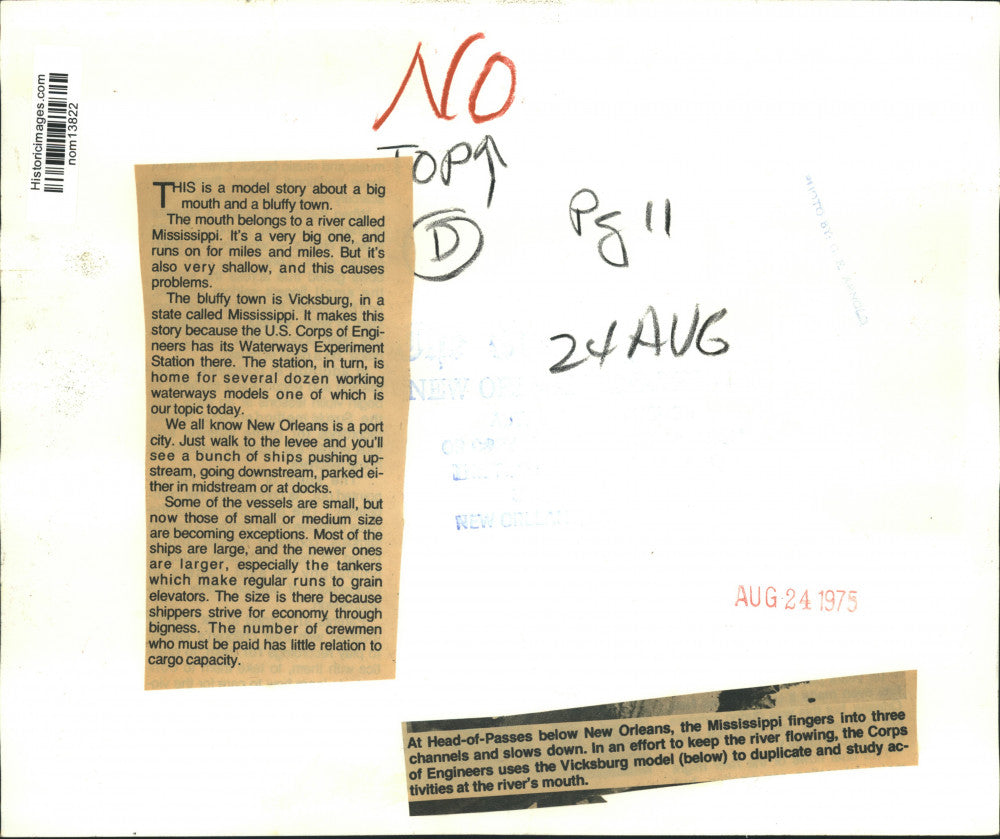 Historicimages.com
nom13822
NO
TOP↑
D
Pg 11
24 AUG
THIS is a model story about a big
mouth and a bluffy town.
The mouth belongs to a river called
Mississippi. It's a very big one, and
runs on for miles and miles. But it's
also very shallow, and this causes
problems.
The bluffy town is Vicksburg, in a
state called Mississippi. It makes this
story because the U.S. Corps of Engi-
neers has its Waterways Experiment
Station there. The station, in turn, is
home for several dozen working
waterways models one of which is
our topic today.
We all know New Orleans is a port
city. Just walk to the levee and you'll
see a bunch of ships pushing up-
stream, going downstream, parked ei-
ther in midstream or at docks.
Some of the vessels are small, but
now those of small or medium size
are becoming exceptions. Most of the
ships are large, and the newer ones
are larger, especially the tankers
which make regular runs to grain
elevators. The size is there because
shippers strive for economy through
bigness. The number of crewmen
who must be paid has little relation to
cargo capacity.
NEW
NEW ORLEANS
AUG 24 1975
At Head-of-Passes below New Orleans, the Mississippi fingers into three
channels and slows down. In an effort to keep the river flowing, the Corps
of Engineers uses the Vicksburg model (below) to duplicate and study ac-
tivities at the river's mouth.